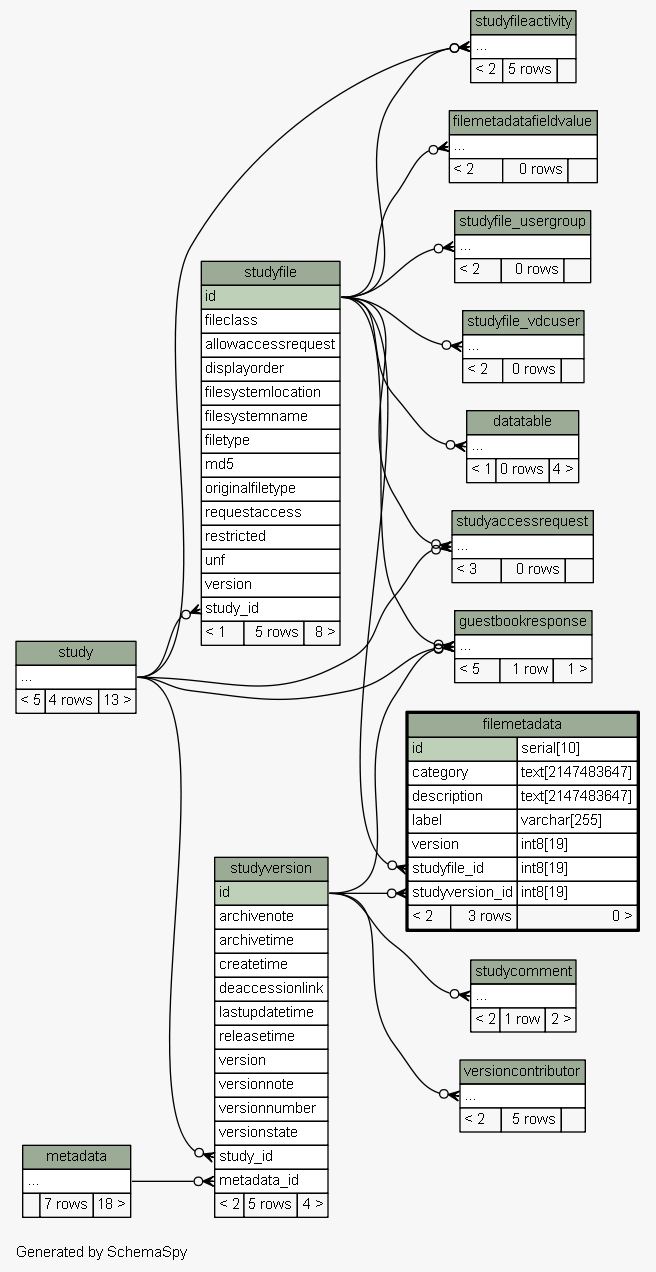 studyfileactivity
...
< 2 5 rows
filemetadatafieldvalue
...
< 2 0 rows
studyfile_usergroup
...
< 2 0 rows
studyfile_vdcuser
...
< 2 0 rows
datatable
...
< 1 0 rows 4 >
studyaccessrequest
...
< 3 0 rows
guestbookresponse
...
< 5 1 row 1 >
studyfile
id
fileclass
allowaccessrequest
displayorder
filesystemlocation
filesystemname
filetype
md5
originalfiletype
requestaccess
restricted
unf
version
study_id
< 1 5 rows 8 >
study
...
< 5 4 rows 13 >
filemetadata
id serial[10]
category text[2147483647]
description text[2147483647]
label varchar[255]
version int8[19]
studyfile_id int8[19]
studyversion_id int8[19]
< 2 3 rows 0 >
studyversion
id
archivenote
archivetime
createtime
deaccessionlink
lastupdatetime
releasetime
version
versionnote
versionnumber
versionstate
study_id
metadata_id
< 2 5 rows 4 >
studycomment
...
< 2 1 row 2 >
versioncontributor
...
< 2 5 rows
metadata
...
7 rows 18 >
Generated by SchemaSpy